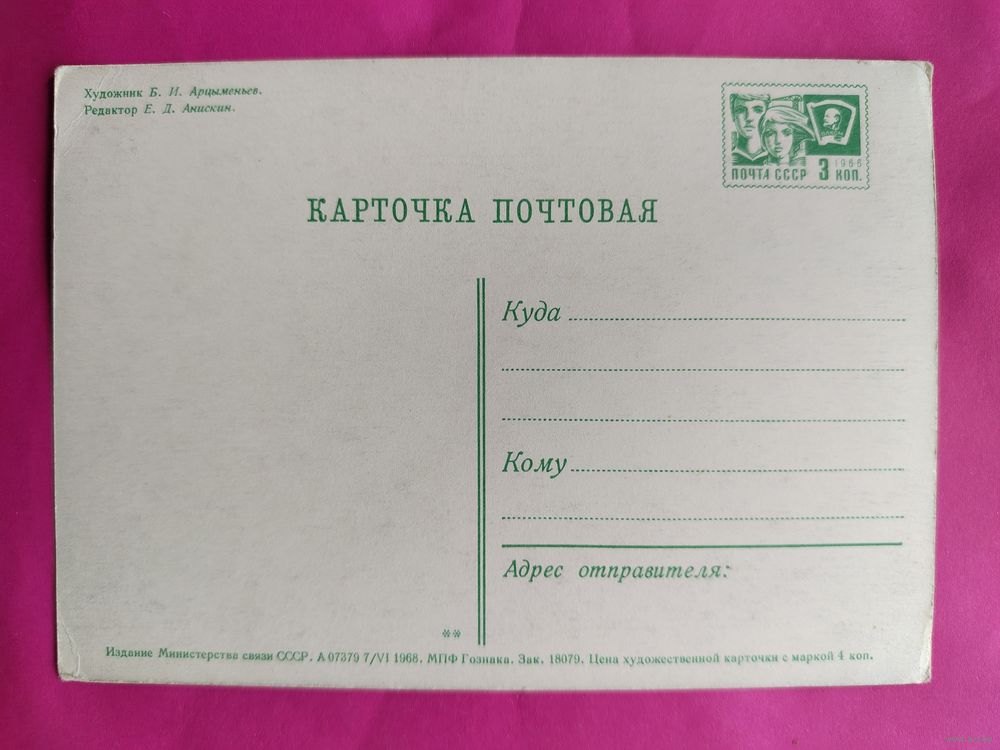 Художник Б. И. Арцыменьев.
Редактор Е. Д. Анискин.
1966
ПОЧТА СССР 3 КОП.
КАРТОЧКА ПОЧТОВАЯ
Куда
Кому
Адрес отправителя:
**
Издание Министерства связи СССР. А 07379 7/VI 1968. МПФ Гознака. Зак. 18079. Цена художественной карточки с маркой 4 коп.